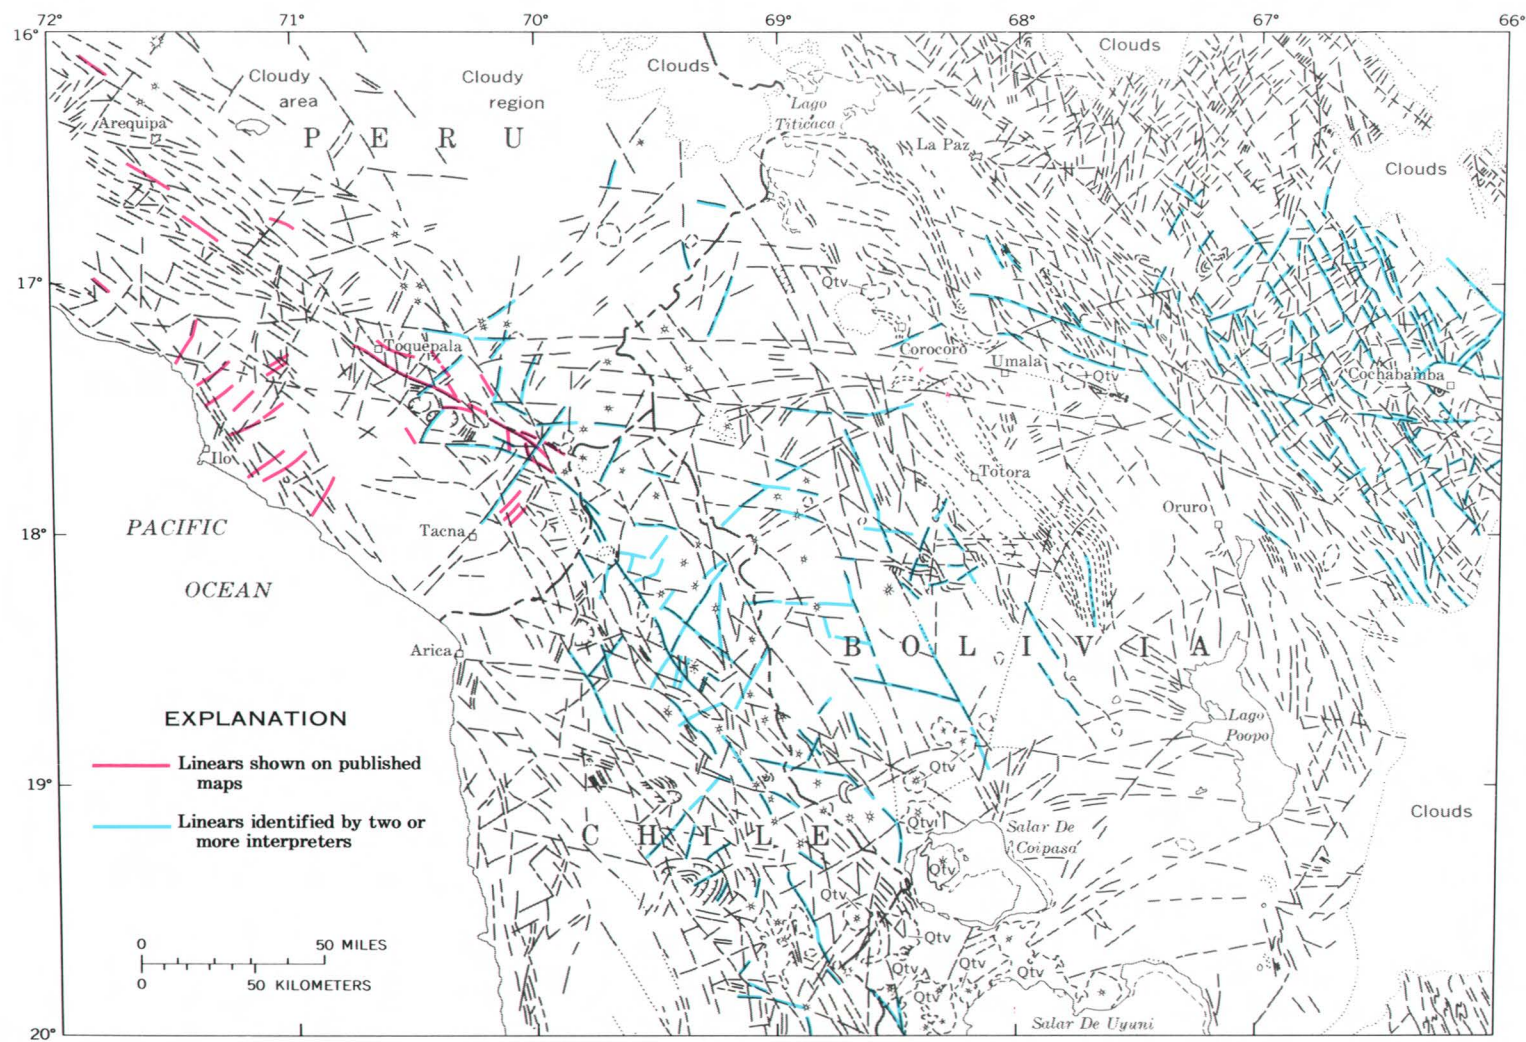 72° 71° 70° 69° 68° 67° 66°
16°
Clouds
Cloudy
area
Cloudy
region
Clouds
Lago
Titicaca
Arequipa
PERU
La Paz
Clouds
17°
Qtv
Toquepala
Corocoro
Umala
Qtv
Cochabamba
Ilo
Totora
Oruro
PACIFIC
OCEAN
Tacna
18°
BOLIVIA
Arica
EXPLANATION
Linears shown on published
maps
Linears identified by two or
more interpreters
Lago
Poopo
Qtv
19°
Clouds
CHILE
Qtv
Salar De
Coipasa
Qtv
Qtv
Qtv
0 50 MILES
0 50 KILOMETERS
Qtv
Qtv
Qtv
Qtv
Salar De Uyuni
20°